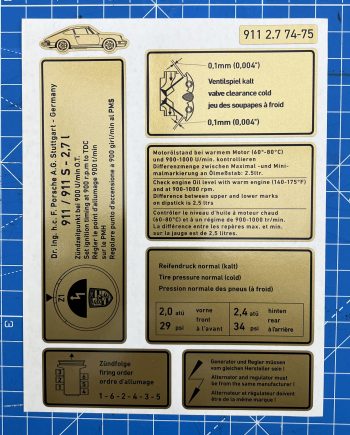 911 2.7 74-75
Dr. Ing. h.c. F. Porsche A.G. Stuttgart - Germany
911 / 911 S - 2,7 l
Zündzeitpunkt bei 900 U/min O.T.
Set ignition timing at 900 r.p.m to TDC
Régler le point d'allumage 900 t/min
sur le PMH
Regolare punto d'accensione a 900 giri/min al PMS
Z1
0,1mm (0,004")
0,1mm (0,004")
Ventilspiel kalt
valve clearance cold
jeu des soupapes à froid
Motorölstand bei warmem Motor (60°-80°C)
und 900-1000 U/min. kontrollieren
Differenzmenge zwischen Maximal -und Mini-
malmarkierung an Ölmeßstab: 2.5ltr.
Check engine Oil level with warm engine (140-175°F)
and at 900-1000 rpm.
Difference between upper and lower marks
on dipstick is 2,5 ltrs
Contrôler le niveau d'huile à moteur chaud
(60°-80°C) et à un régime de 900-1000 tr/min.
La différence entre les repères max. et min.
sur la jauge est de 2,5 litres.
Reifendruck normal (kalt)
Tire pressure normal (cold)
Pression normale des pneus (à froid)
2,0 atü vorne 2,4 atü hinten
front rear
29 psi à l'avant 34 psi à l'arrière
Zündfolge
firing order
ordre d'allumage
1 - 6 - 2 - 4 - 3 - 5
Generator und Regler müssen
vom gleichen Hersteller sein !
Alternator and regulator must
be from the same manufacturer !
Alternateur et régulateur doivent
être de la même marque !
3